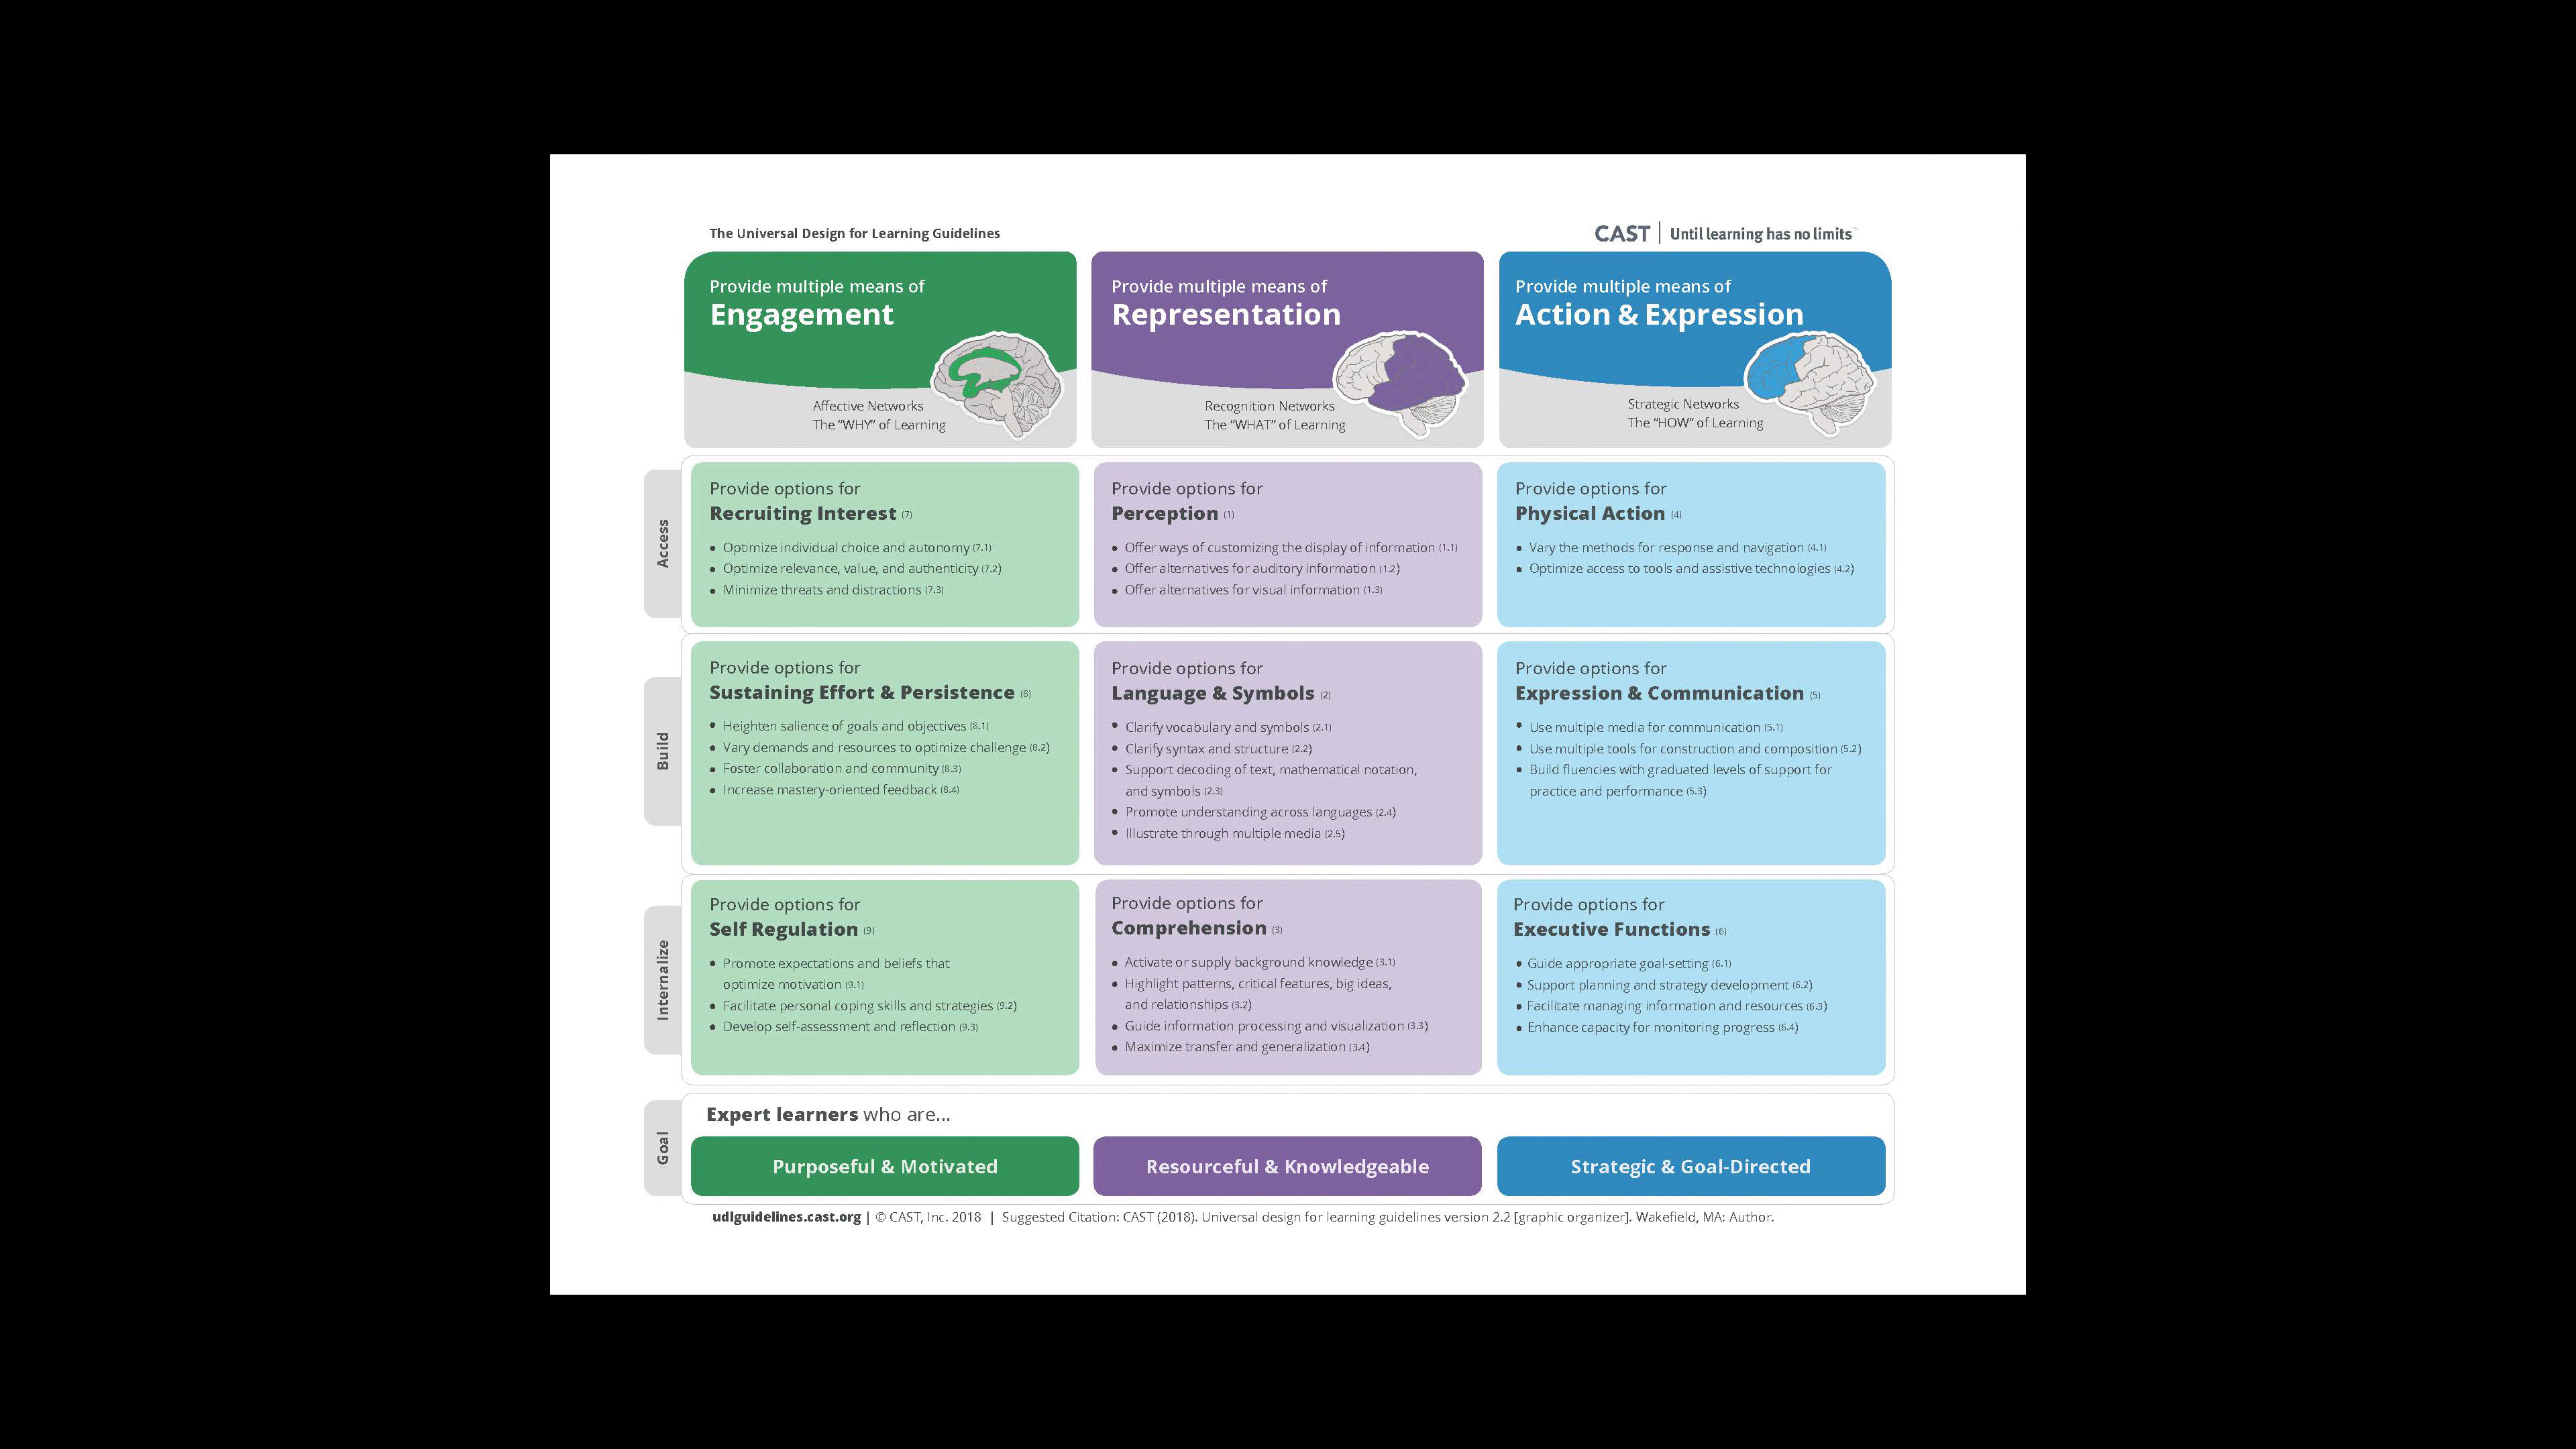 The Universal Design for Learning Guidelines
CAST | Until learning has no limits™
Provide multiple means of
Engagement
Affective Networks
The “WHY” of Learning
Provide multiple means of
Representation
Recognition Networks
The “WHAT” of Learning
Provide multiple means of
Action & Expression
Strategic Networks
The “HOW” of Learning
Access
Provide options for
Recruiting Interest (7)
• Optimize individual choice and autonomy (7.1)
• Optimize relevance, value, and authenticity (7.2)
• Minimize threats and distractions (7.3)
Provide options for
Perception (1)
• Offer ways of customizing the display of information (1.1)
• Offer alternatives for auditory information (1.2)
• Offer alternatives for visual information (1.3)
Provide options for
Physical Action (4)
• Vary the methods for response and navigation (4.1)
• Optimize access to tools and assistive technologies (4.2)
Build
Provide options for
Sustaining Effort & Persistence (8)
• Heighten salience of goals and objectives (8.1)
• Vary demands and resources to optimize challenge (8.2)
• Foster collaboration and community (8.3)
• Increase mastery-oriented feedback (8.4)
Provide options for
Language & Symbols (2)
• Clarify vocabulary and symbols (2.1)
• Clarify syntax and structure (2.2)
• Support decoding of text, mathematical notation,
and symbols (2.3)
• Promote understanding across languages (2.4)
• Illustrate through multiple media (2.5)
Provide options for
Expression & Communication (5)
• Use multiple media for communication (5.1)
• Use multiple tools for construction and composition (5.2)
• Build fluencies with graduated levels of support for
practice and performance (5.3)
Internalize
Provide options for
Self Regulation (9)
• Promote expectations and beliefs that
optimize motivation (9.1)
• Facilitate personal coping skills and strategies (9.2)
• Develop self-assessment and reflection (9.3)
Provide options for
Comprehension (3)
• Activate or supply background knowledge (3.1)
• Highlight patterns, critical features, big ideas,
and relationships (3.2)
• Guide information processing and visualization (3.3)
• Maximize transfer and generalization (3.4)
Provide options for
Executive Functions (6)
• Guide appropriate goal-setting (6.1)
• Support planning and strategy development (6.2)
• Facilitate managing information and resources (6.3)
• Enhance capacity for monitoring progress (6.4)
Goal
Expert learners who are...
Purposeful & Motivated
Resourceful & Knowledgeable
Strategic & Goal-Directed
udlguidelines.cast.org | © CAST, Inc. 2018 | Suggested Citation: CAST (2018). Universal design for learning guidelines version 2.2 [graphic organizer]. Wakefield, MA: Author.